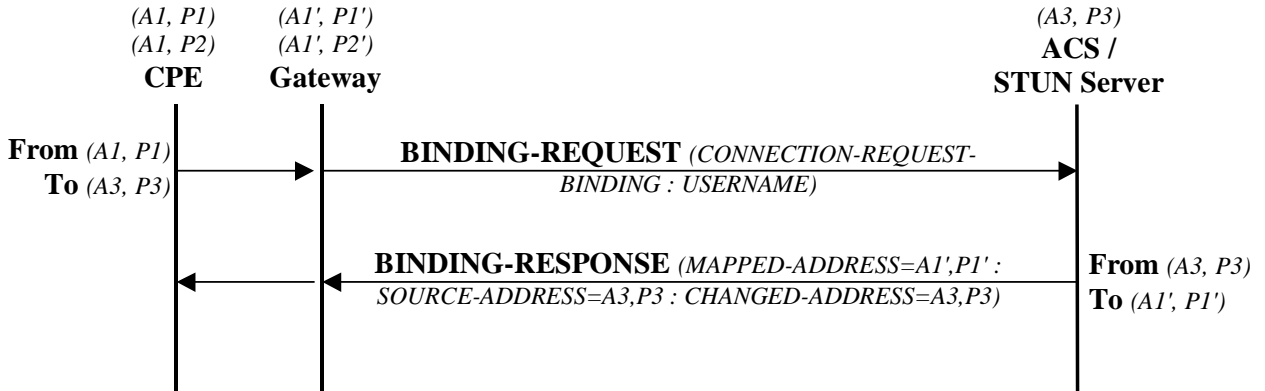 (A1, P1)
(A1, P2)
CPE
(A1', P1')
(A1', P2')
Gateway
(A3, P3)
ACS /
STUN Server
From (A1, P1)
To (A3, P3)
BINDING-REQUEST (CONNECTION-REQUEST-
BINDING : USERNAME)
BINDING-RESPONSE (MAPPED-ADDRESS=A1',P1' :
SOURCE-ADDRESS=A3,P3 : CHANGED-ADDRESS=A3,P3)
From (A3, P3)
To (A1', P1')